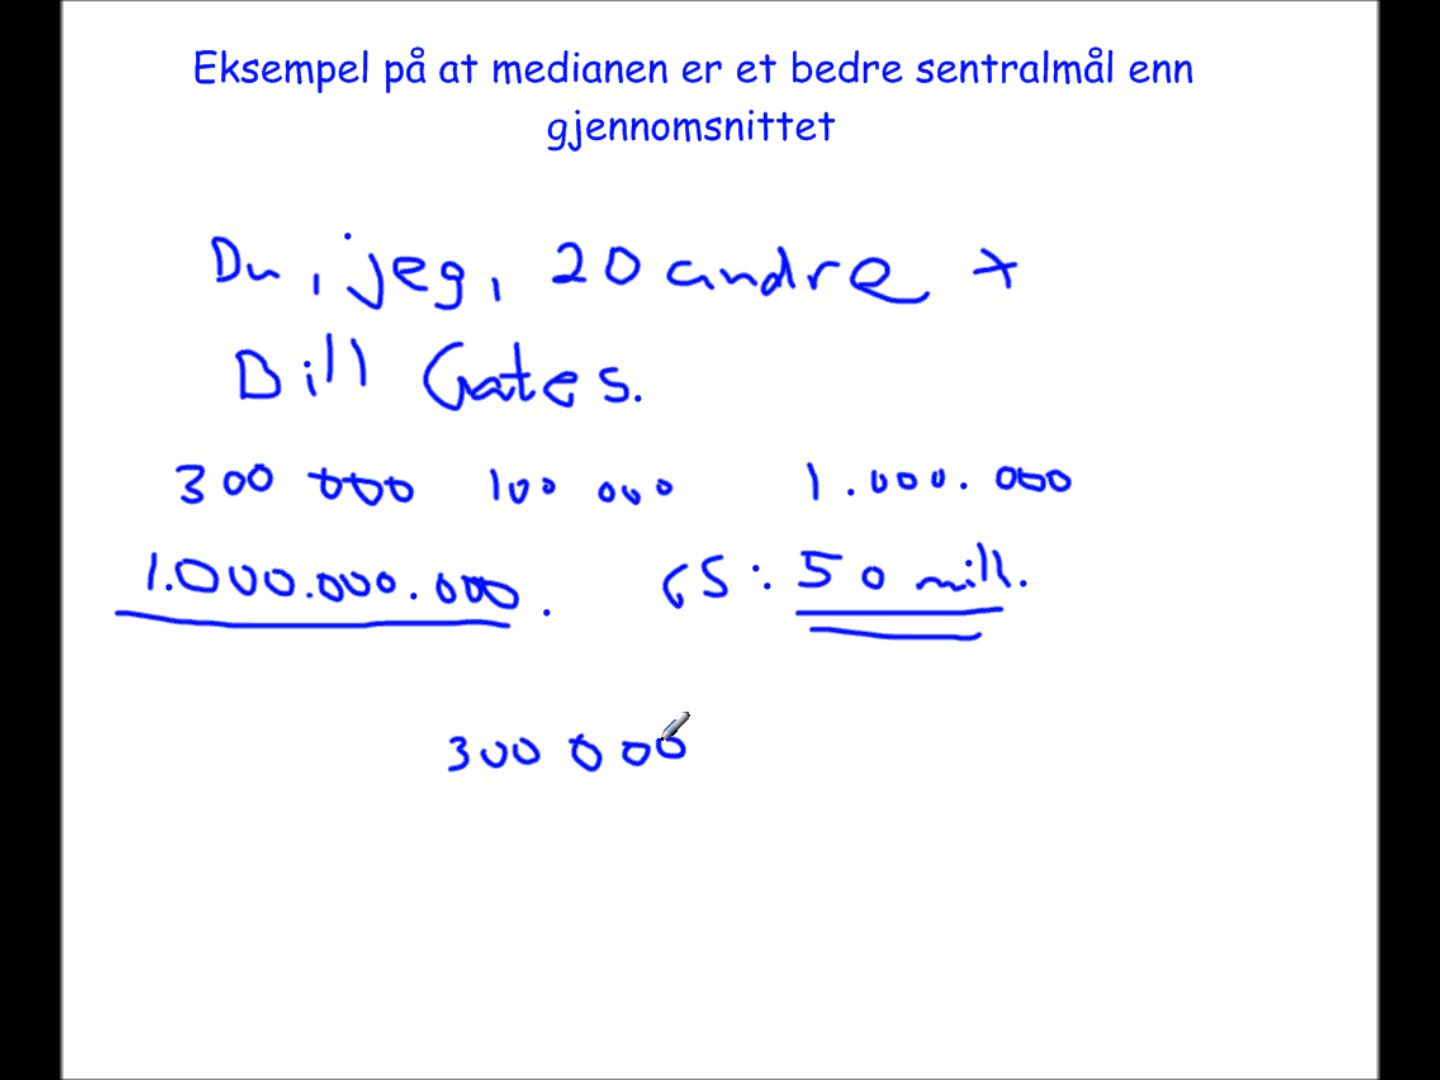 Eksempel på at medianen er et bedre sentralmål enn
gjennomsnittet
Du, jeg, 20 andre +
Bill Gates.
300 000 100 000 1.000.000
1.000.000.000. GS: 50 mill.
300 000